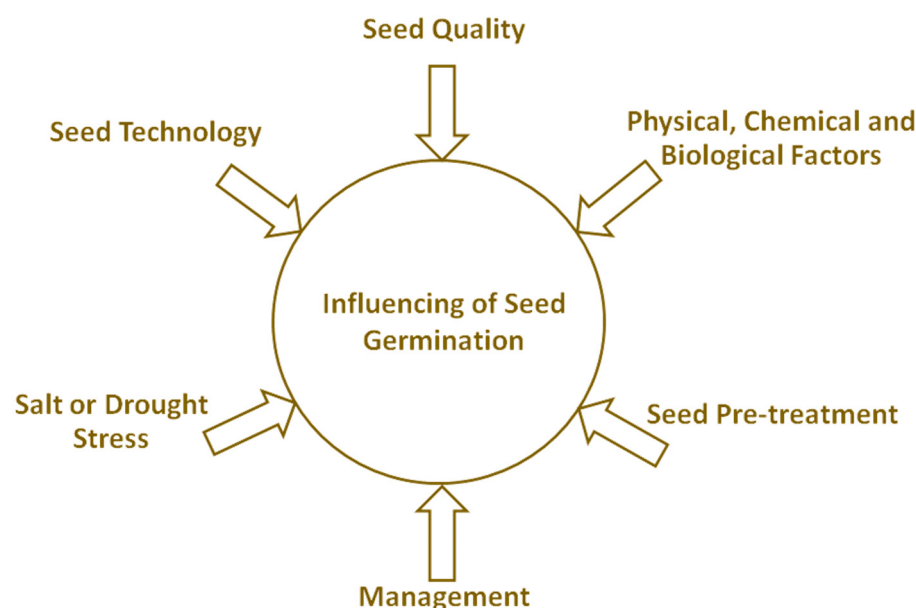 Seed Quality
Seed Technology
Physical, Chemical and
Biological Factors
Influencing of Seed
Germination
Salt or Drought
Stress
Seed Pre-treatment
Management